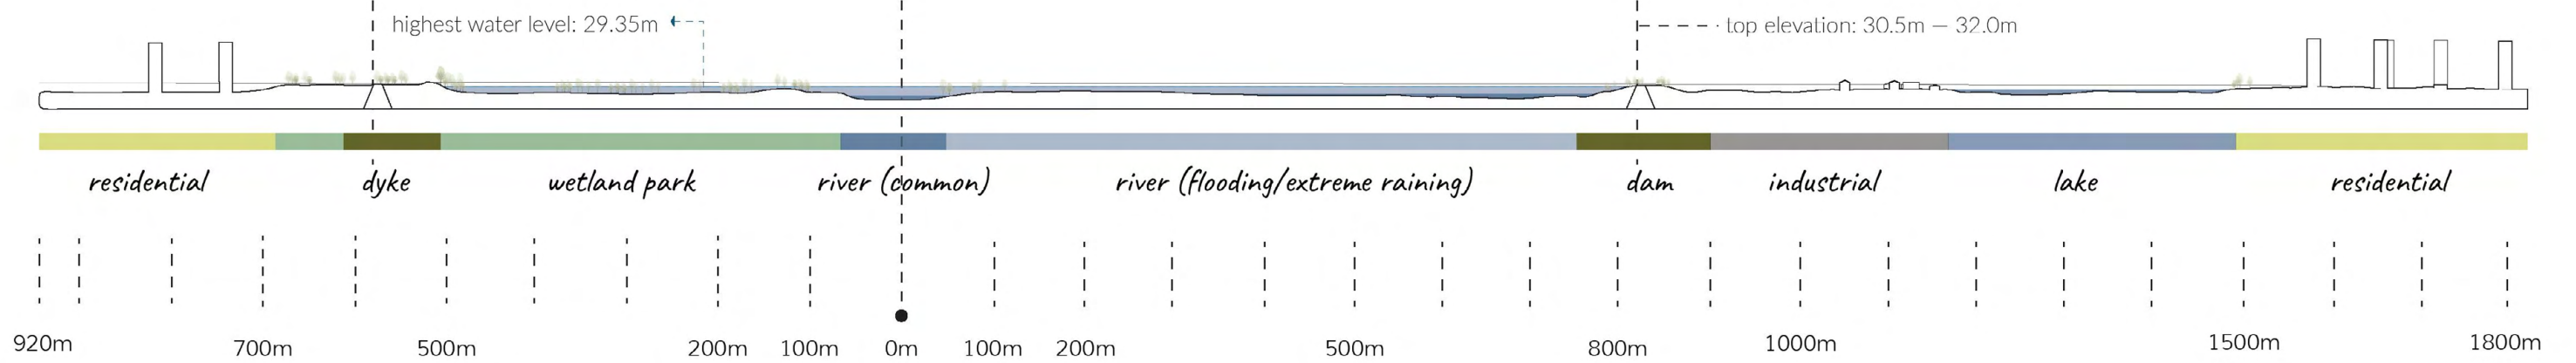 highest water level: 29.35m
top elevation: 30.5m — 32.0m
residential
dyke
wetland park
river (common)
river (flooding/extreme raining)
dam
industrial
lake
residential
920m
700m
500m
200m
100m
0m
100m
200m
500m
800m
1000m
1500m
1800m